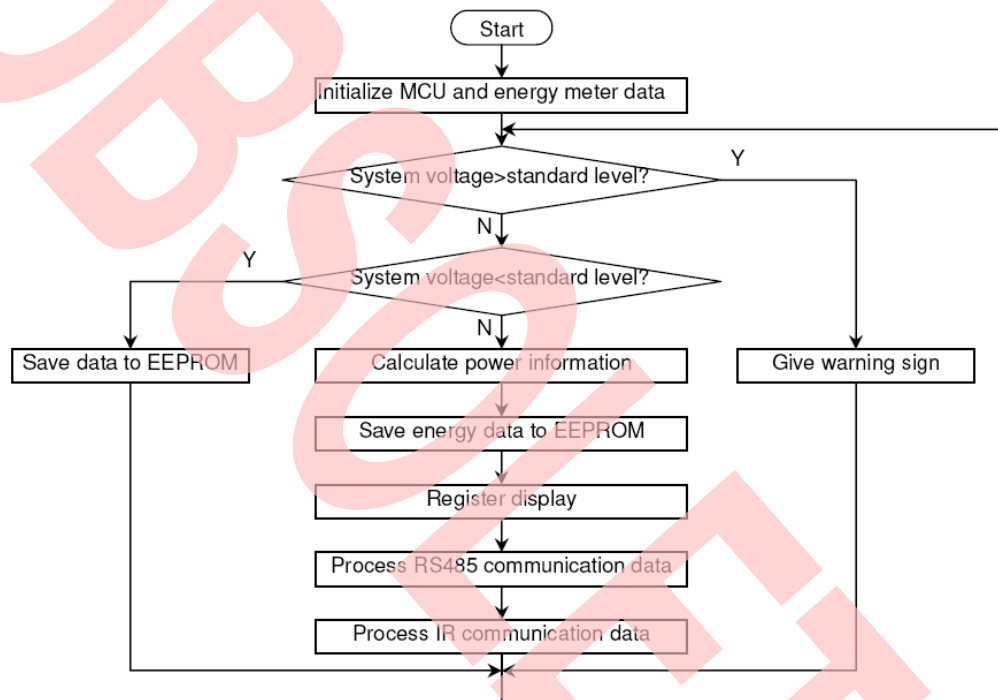 Start
Initialize MCU and energy meter data
System voltage>standard level?
Y
N
System voltage<standard level?
Y
N
Save data to EEPROM
Calculate power information
Give warning sign
Save energy data to EEPROM
Register display
Process RS485 communication data
Process IR communication data
OBSOLETE